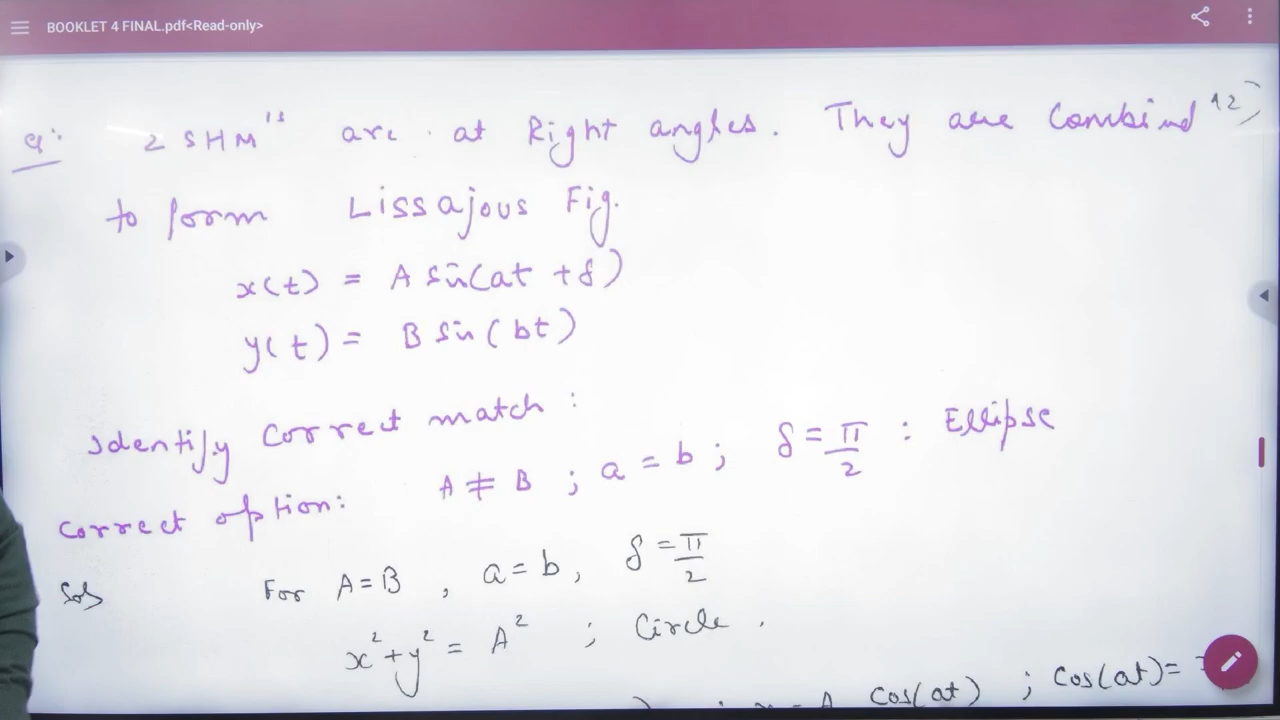 BOOKLET 4 FINAL.pdf<Read-only>
Q: 2 SHM's are at Right angles. They are Combind 12)
to form Lissajous Fig.
x(t) = A sin(at + δ)
y(t) = B sin(bt)
Identify Correct match :
Correct option: A ≠ B ; a = b ; δ = π/2 : Ellipse
For A = B , a = b, δ = π/2
x² + y² = A² ; Circle .
A cos(at) ; cos(at) =